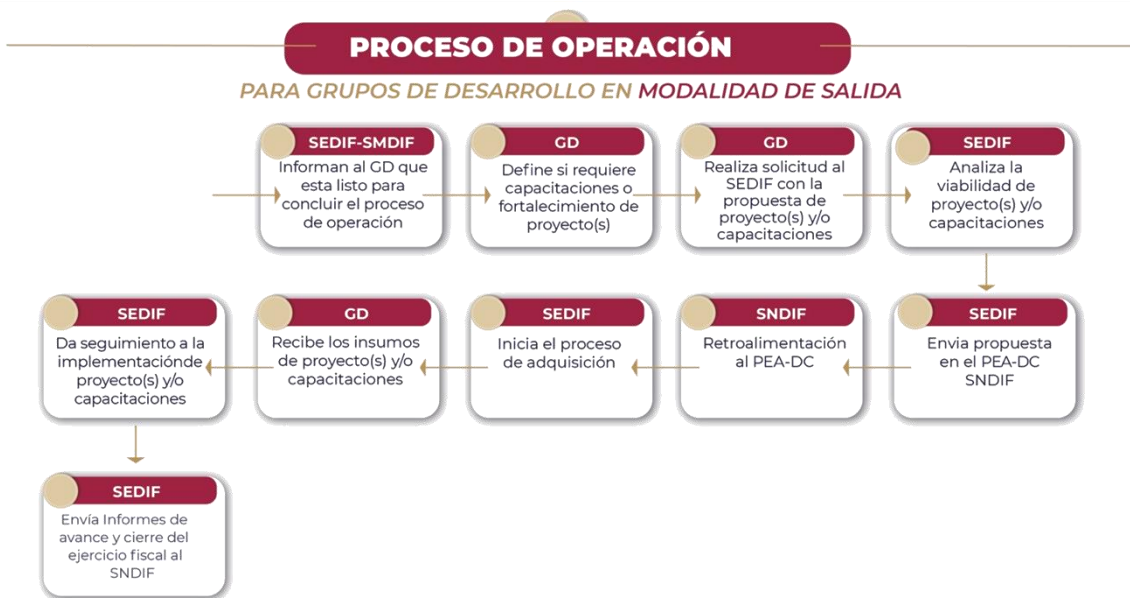 PROCESO DE OPERACIÓN
PARA GRUPOS DE DESARROLLO EN MODALIDAD DE SALIDA
SEDIF-SMDIF
Informan al GD que
esta listo para
concluir el proceso
de operación
GD
Define si requiere
capacitaciones o
fortalecimiento de
proyecto(s)
GD
Realiza solicitud al
SEDIF con la
propuesta de
proyecto(s) y/o
capacitaciones
SEDIF
Analiza la
viabilidad de
proyecto(s) y/o
capacitaciones
SEDIF
Envia propuesta
en el PEA-DC
SNDIF
SNDIF
Retroalimentación
al PEA-DC
SEDIF
Inicia el proceso
de adquisición
GD
Recibe los insumos
de proyecto(s) y/o
capacitaciones
SEDIF
Da seguimiento a la
implementaciónde
proyecto(s) y/o
capacitaciones
SEDIF
Envía Informes de
avance y cierre del
ejercicio fiscal al
SNDIF